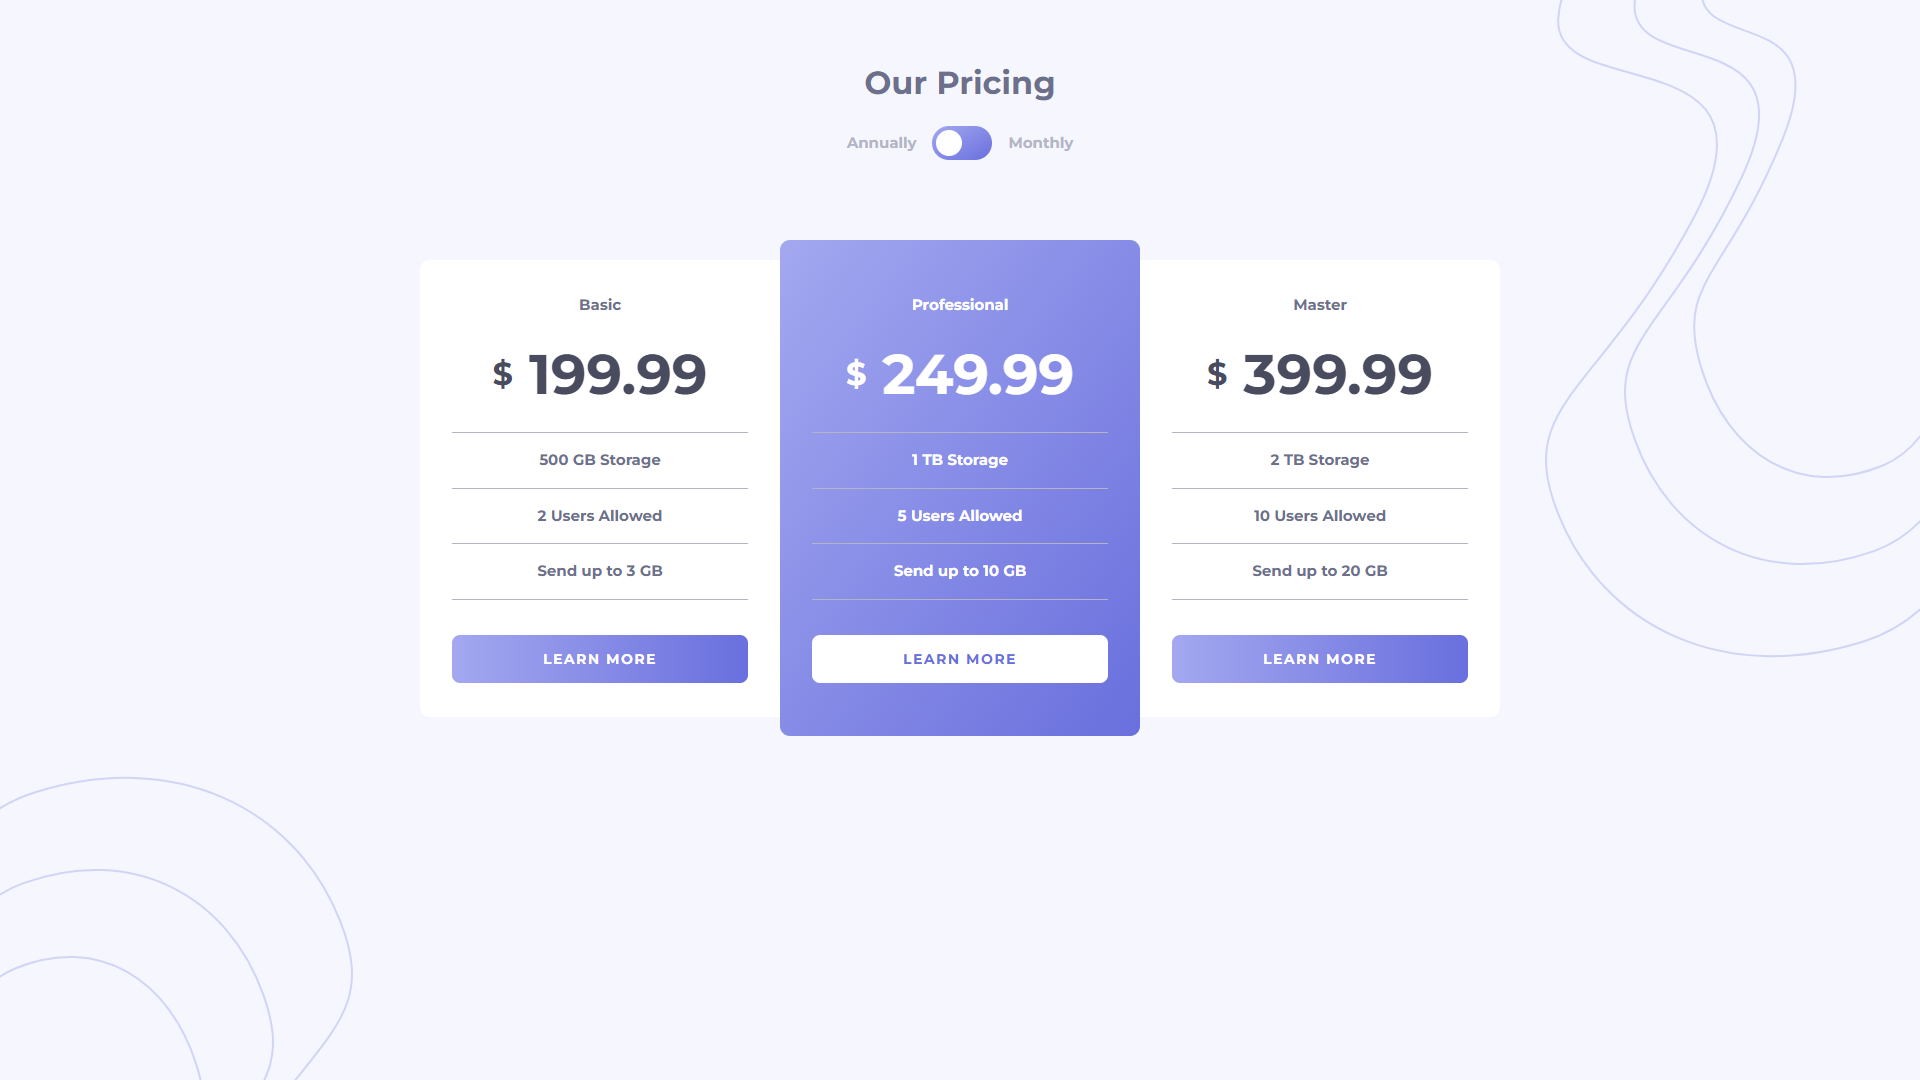 Our Pricing
Annually Monthly
Basic
$ 199.99
500 GB Storage
2 Users Allowed
Send up to 3 GB
LEARN MORE
Professional
$ 249.99
1 TB Storage
5 Users Allowed
Send up to 10 GB
LEARN MORE
Master
$ 399.99
2 TB Storage
10 Users Allowed
Send up to 20 GB
LEARN MORE